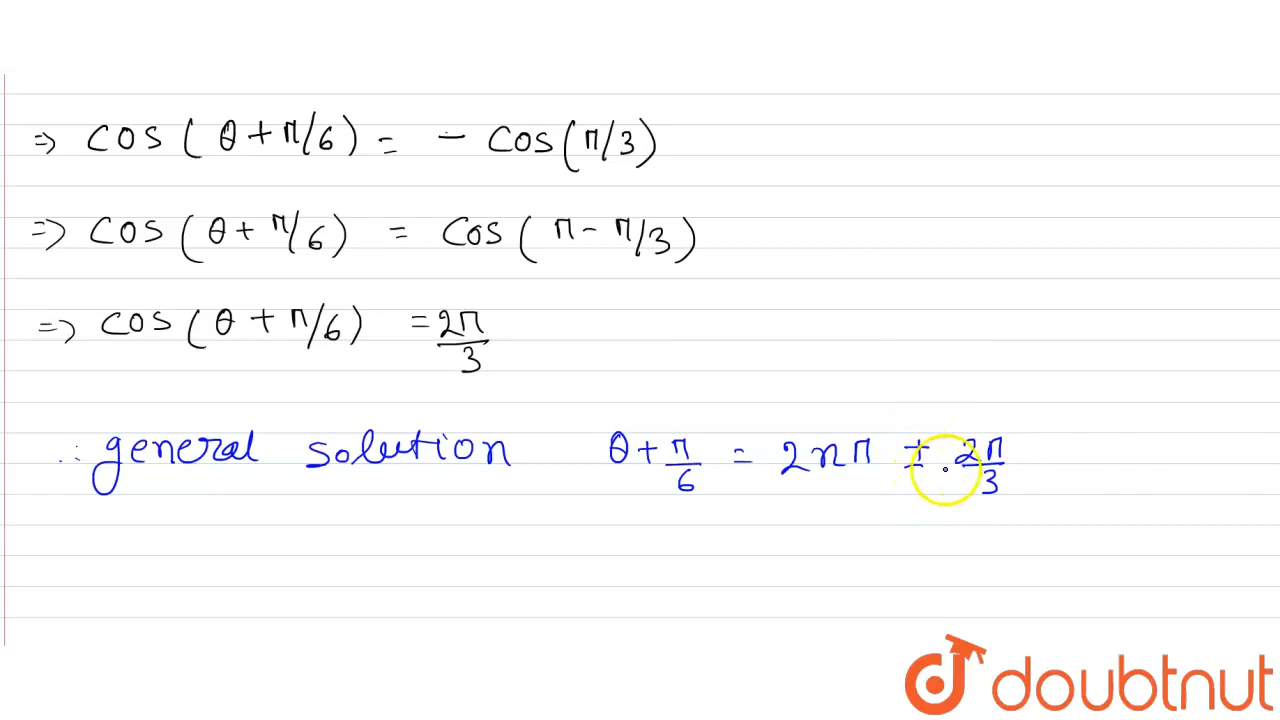 ⇒ cos(θ + π/6) = - cos(π/3)
⇒ cos(θ + π/6) = cos(π - π/3)
⇒ cos(θ + π/6) = 2π/3
∴ general solution θ + π/6 = 2nπ ± 2π/3
doubtnut